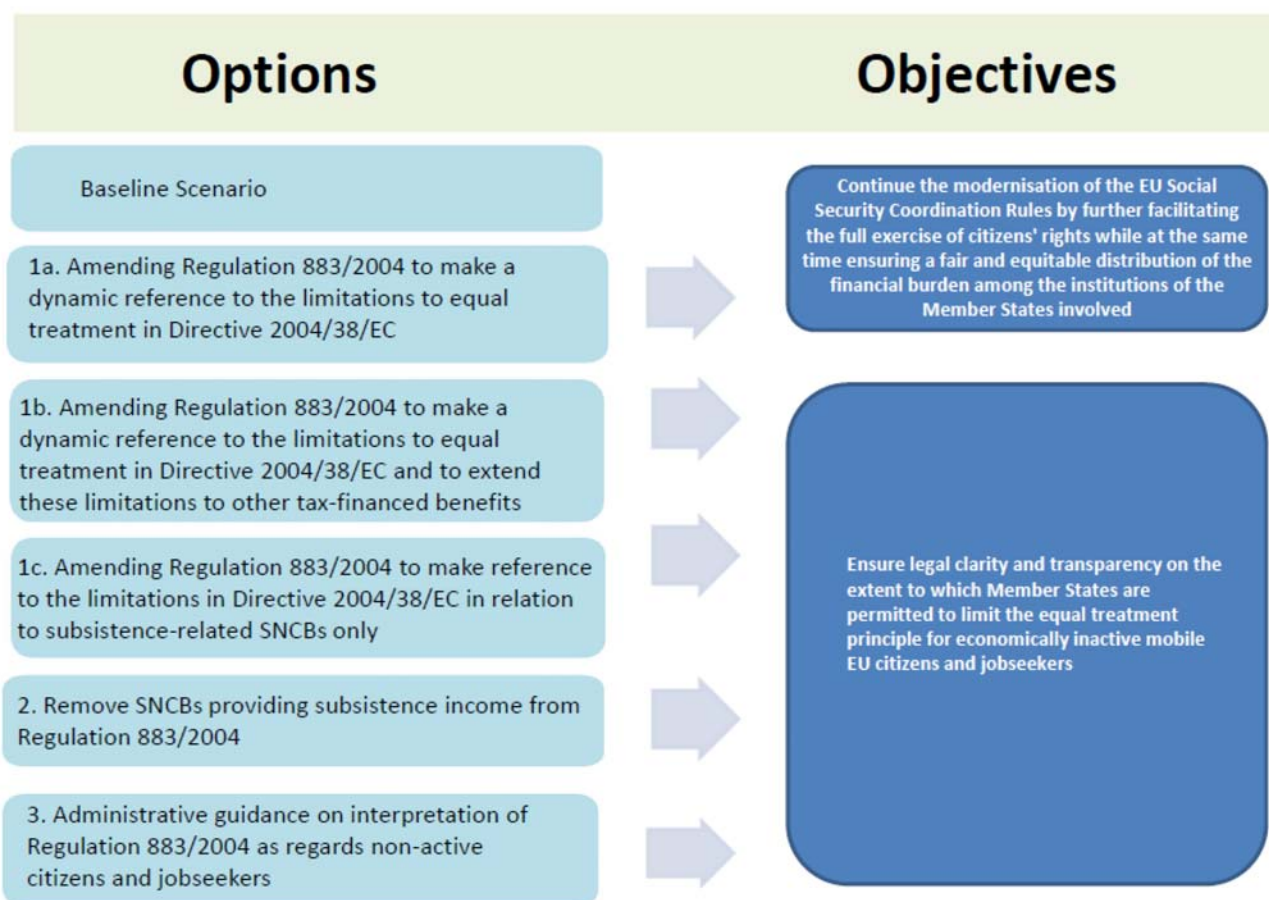 Options
Objectives
Baseline Scenario
1a. Amending Regulation 883/2004 to make a
dynamic reference to the limitations to equal
treatment in Directive 2004/38/EC
1b. Amending Regulation 883/2004 to make a
dynamic reference to the limitations to equal
treatment in Directive 2004/38/EC and to extend
these limitations to other tax-financed benefits
1c. Amending Regulation 883/2004 to make reference
to the limitations in Directive 2004/38/EC in relation
to subsistence-related SNCBs only
2. Remove SNCBs providing subsistence income from
Regulation 883/2004
3. Administrative guidance on interpretation of
Regulation 883/2004 as regards non-active
citizens and jobseekers
Continue the modernisation of the EU Social
Security Coordination Rules by further facilitating
the full exercise of citizens' rights while at the same
time ensuring a fair and equitable distribution of the
financial burden among the institutions of the
Member States involved
Ensure legal clarity and transparency on the
extent to which Member States are
permitted to limit the equal treatment
principle for economically inactive mobile
EU citizens and jobseekers